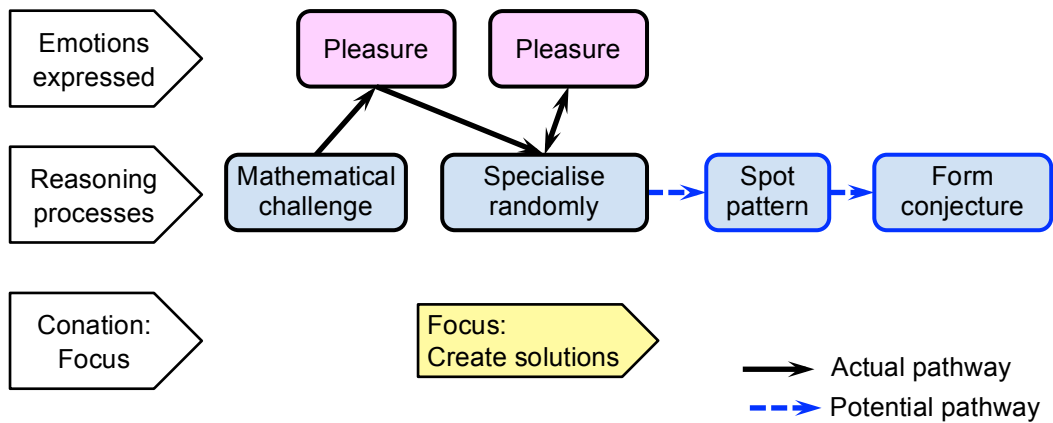 Emotions
expressed
Pleasure
Pleasure
Reasoning
processes
Mathematical
challenge
Specialise
randomly
Spot
pattern
Form
conjecture
Conation:
Focus
Focus:
Create solutions
Actual pathway
Potential pathway